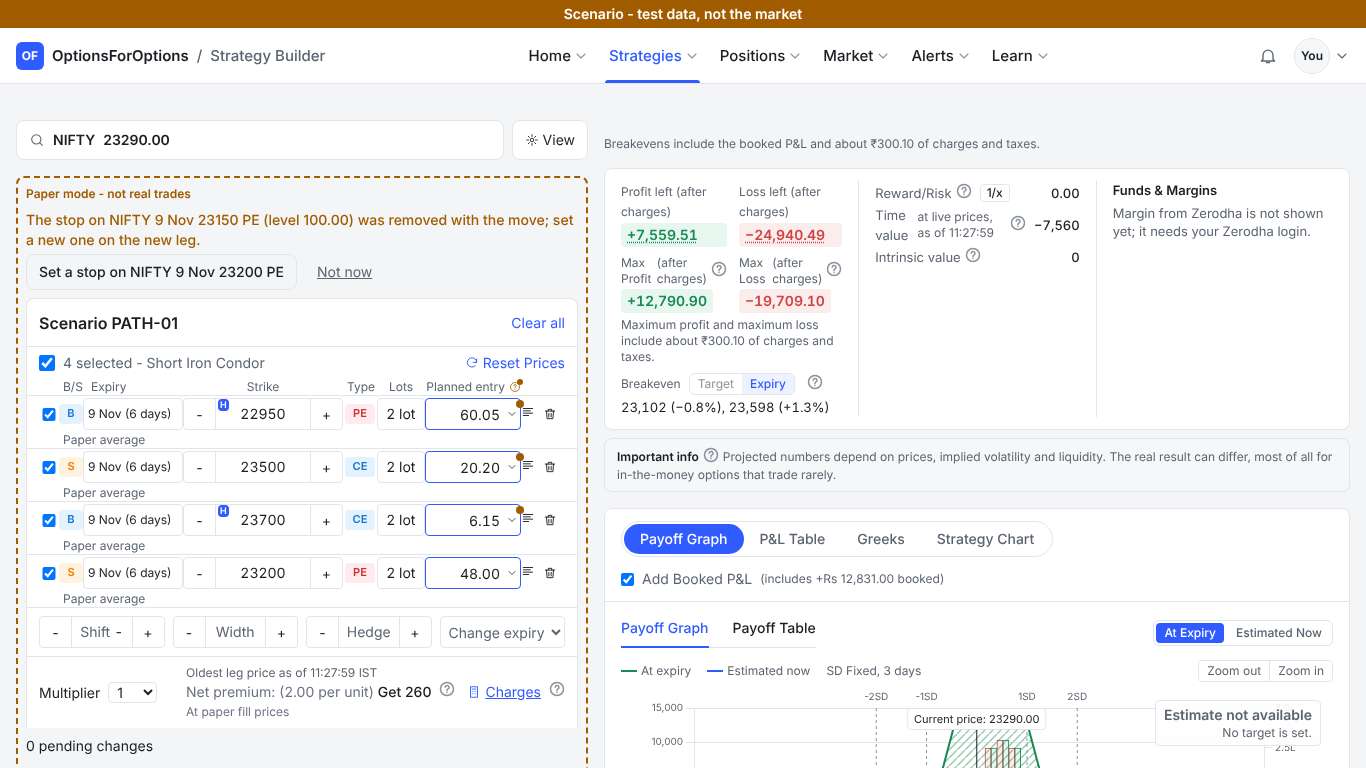 Scenario - test data, not the market
OF OptionsForOptions / Strategy Builder
Home Strategies Positions Market Alerts Learn
You
NIFTY 23290.00
View
Paper mode - not real trades
The stop on NIFTY 9 Nov 23150 PE (level 100.00) was removed with the move; set
a new one on the new leg.
Set a stop on NIFTY 9 Nov 23200 PE Not now
Scenario PATH-01 Clear all
4 selected - Short Iron Condor Reset Prices
B/S Expiry Strike Type Lots Planned entry
B 9 Nov (6 days) - H 22950 + PE 2 lot 60.05
Paper average
S 9 Nov (6 days) - 23500 + CE 2 lot 20.20
Paper average
B 9 Nov (6 days) - H 23700 + CE 2 lot 6.15
Paper average
S 9 Nov (6 days) - 23200 + PE 2 lot 48.00
Paper average
- Shift - + - Width + - Hedge + Change expiry
Multiplier 1
Oldest leg price as of 11:27:59 IST
Net premium: (2.00 per unit) Get 260 Charges
At paper fill prices
0 pending changes
Breakevens include the booked P&L and about ₹300.10 of charges and taxes.
Profit left (after charges)
+7,559.51
Loss left (after charges)
−24,940.49
Max Profit (after charges)
+12,790.90
Max Loss (after charges)
−19,709.10
Maximum profit and maximum loss
include about ₹300.10 of charges and
taxes.
Breakeven Target Expiry
23,102 (−0.8%), 23,598 (+1.3%)
Reward/Risk 1/x 0.00
Time value at live prices, as of 11:27:59 −7,560
Intrinsic value 0
Funds & Margins
Margin from Zerodha is not shown
yet; it needs your Zerodha login.
Important info Projected numbers depend on prices, implied volatility and liquidity. The real result can differ, most of all for
in-the-money options that trade rarely.
Payoff Graph P&L Table Greeks Strategy Chart
Add Booked P&L (includes +Rs 12,831.00 booked)
Payoff Graph Payoff Table
At Expiry Estimated Now
At expiry Estimated now SD Fixed, 3 days
Zoom out Zoom in
-2SD -1SD 1SD 2SD
15,000
Current price: 23290.00
Estimate not available
No target is set.
10,000
2.5L